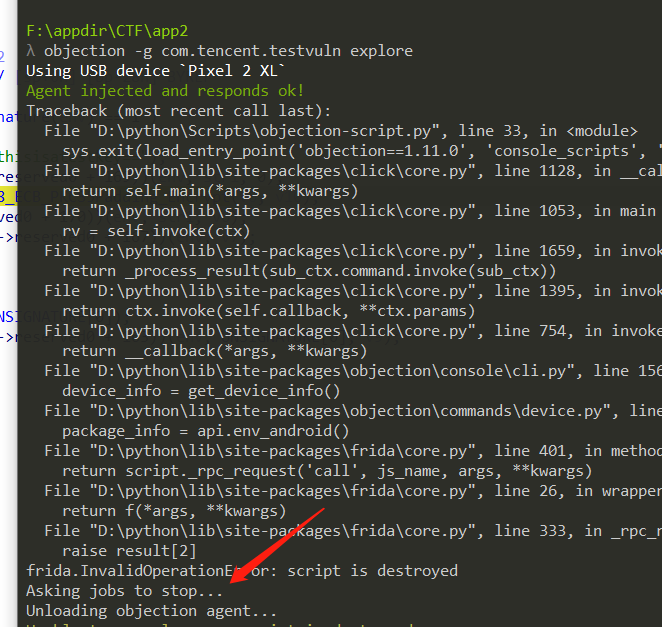 F:\appdir\CTF\app2
λ objection -g com.tencent.testvuln explore
Using USB device `Pixel 2 XL`
Agent injected and responds ok!
Traceback (most recent call last):
File "D:\python\Scripts\objection-script.py", line 33, in <module>
sys.exit(load_entry_point('objection==1.11.0', 'console_scripts', '
File "D:\python\lib\site-packages\click\core.py", line 1128, in __cal
return self.main(*args, **kwargs)
File "D:\python\lib\site-packages\click\core.py", line 1053, in main
rv = self.invoke(ctx)
File "D:\python\lib\site-packages\click\core.py", line 1659, in invok
return _process_result(sub_ctx.command.invoke(sub_ctx))
File "D:\python\lib\site-packages\click\core.py", line 1395, in invok
return ctx.invoke(self.callback, **ctx.params)
File "D:\python\lib\site-packages\click\core.py", line 754, in invoke
return __callback(*args, **kwargs)
File "D:\python\lib\site-packages\objection\console\cli.py", line 156
device_info = get_device_info()
File "D:\python\lib\site-packages\objection\commands\device.py", line
package_info = api.env_android()
File "D:\python\lib\site-packages\frida\core.py", line 401, in method
return script._rpc_request('call', js_name, args, **kwargs)
File "D:\python\lib\site-packages\frida\core.py", line 26, in wrapper
return f(*args, **kwargs)
File "D:\python\lib\site-packages\frida\core.py", line 333, in _rpc_r
raise result[2]
frida.InvalidOperationError: script is destroyed
Asking jobs to stop...
Unloading objection agent...